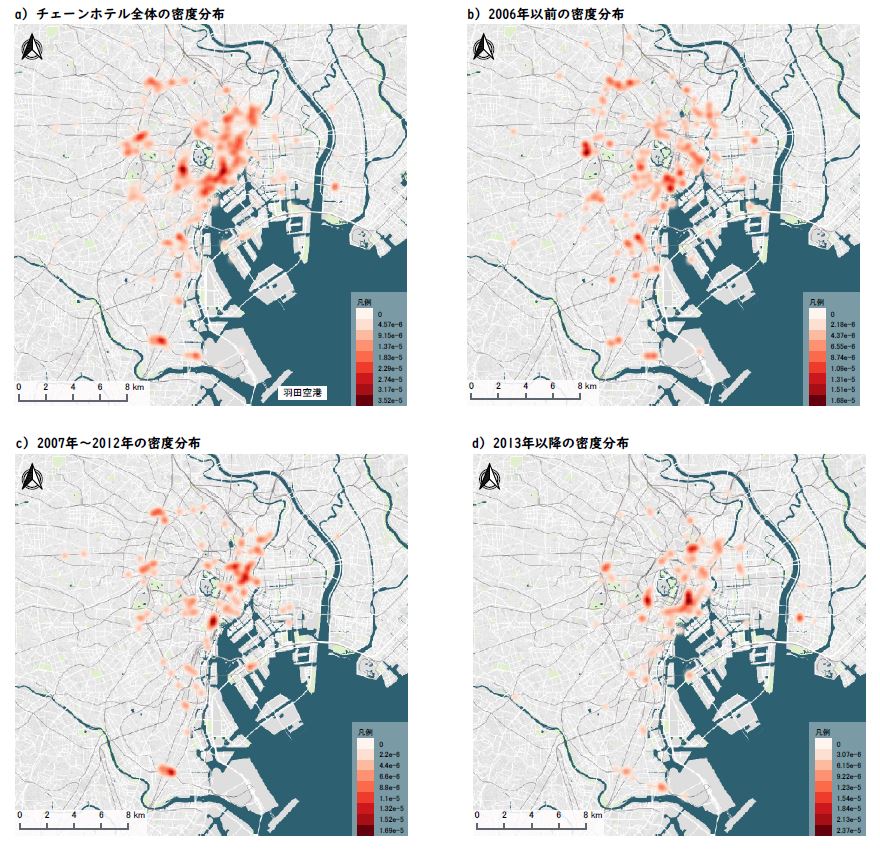 a) チェーンホテル全体の密度分布
凡例
0
4.57e-6
9.15e-6
1.37e-5
1.83e-5
2.29e-5
2.74e-5
3.17e-5
3.52e-5
0 2 4 6 8 km
羽田空港
b) 2006年以前の密度分布
凡例
0
2.18e-6
4.37e-6
6.55e-6
8.74e-6
1.09e-5
1.31e-5
1.51e-5
1.68e-5
0 2 4 6 8 km
c) 2007年～2012年の密度分布
凡例
0
2.2e-6
4.4e-6
6.6e-6
8.8e-6
1.1e-5
1.32e-5
1.52e-5
1.69e-5
0 2 4 6 8 km
d) 2013年以降の密度分布
凡例
0
3.07e-6
6.15e-6
9.22e-6
1.23e-5
1.54e-5
1.84e-5
2.13e-5
2.37e-5
0 2 4 6 8 km